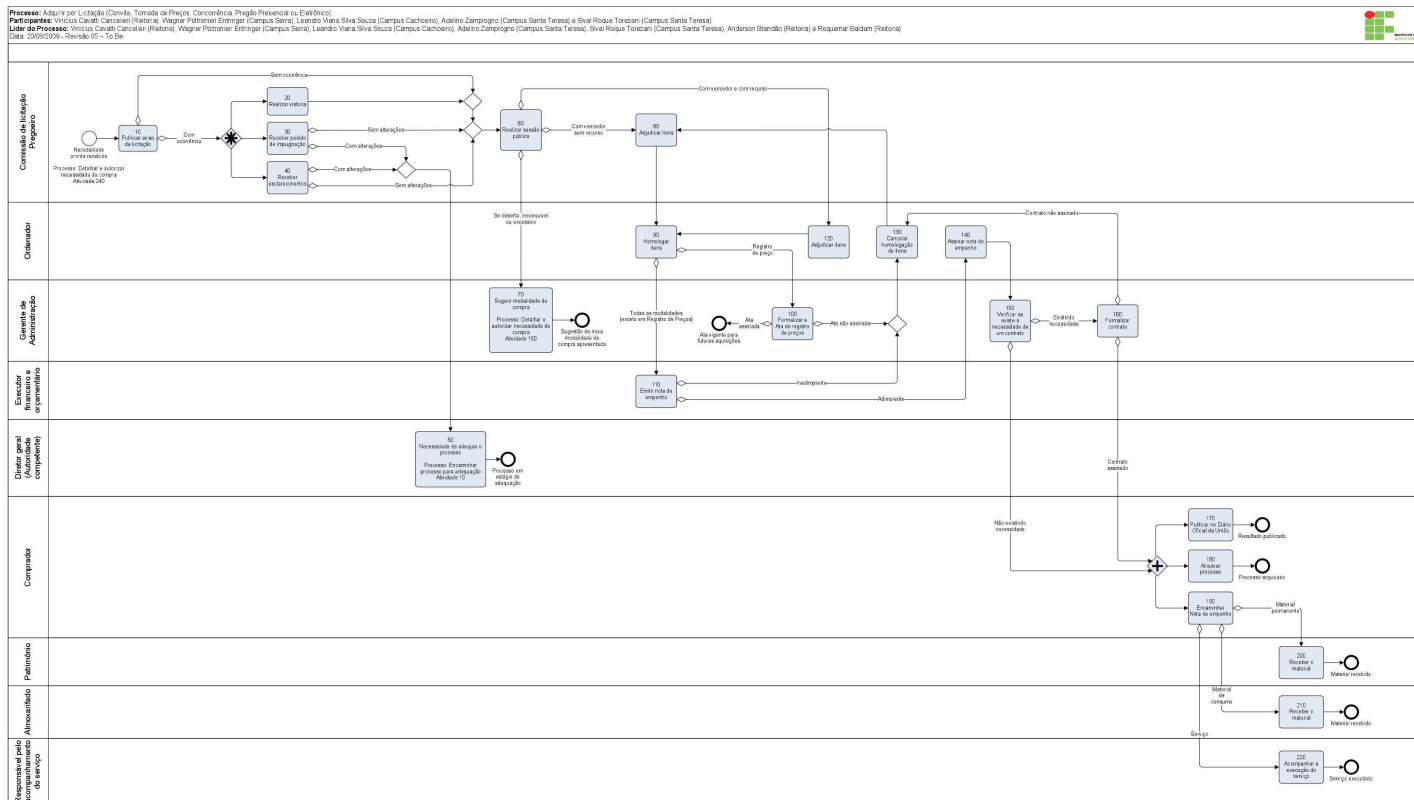 Processo: Adquirir por Licitação (Convite, Tomada de Preços, Concorrência, Pregão Presencial ou Eletrônico)
Participantes: Vinicius Cavatti Cancelieri (Reitoria), Wagner Poltronieri Entringer (Campus Serra), Leandro Viana Silva Souza (Campus Cachoeiro), Adelino Zamprogno (Campus Santa Teresa) e Sival Roque Torezani (Campus Santa Teresa)
Líder do Processo: Vinicius Cavatti Cancelieri (Reitoria), Wagner Poltronieri Entringer (Campus Serra), Leandro Viana Silva Souza (Campus Cachoeiro), Adelino Zamprogno (Campus Santa Teresa), Sival Roque Torezani (Campus Santa Teresa), Anderson Brandão (Reitoria) e Roquemar Baldam (Reitoria)
Data: 20/06/2009 - Revisão 05 – To Be
Comissão de licitação
Pregoeiro
Necessidade
pronta recebida
Processo: Detalhar e autorizar
necessidade de compra
Atividade 240
10
Publicar aviso
de licitação
Sem ocorrência
Com
ocorrência
20
Realizar vistoria
30
Receber pedido
de impugnação
40
Receber
esclarecimentos
Sem alterações
Com alterações
Com alterações
Sem alterações
60
Realizar sessão
pública
Com vencedor e com recurso
Com vencedor
sem recurso
80
Adjudicar itens
Se deserta, inexequível
ou excessivo
Ordenador
90
Homologar
itens
Registro
de preço
120
Adjudicar itens
130
Cancelar
homologação
de itens
140
Assinar nota de
empenho
Contrato não assinado
Gerente de
Administração
70
Sugerir modalidade de
compra
Processo: Detalhar e
autorizar necessidade de
compra
Atividade 150
Sugestão de nova
modalidade de
compra apresentada
Todas as modalidades
(exceto em Registro de Preços)
Ata vigente para
futuras aquisições
Ata
assinada
100
Formalizar a
Ata de registro
de preços
Ata não assinada
150
Verificar se
existe a
necessidade de
um contrato
Existindo
necessidade
160
Formalizar
contrato
Executor
financeiro e
orçamentário
110
Emitir nota de
empenho
Inadimplente
Adimplente
Diretor geral
(Autoridade
competente)
50
Necessidade de adequar o
processo
Processo: Encaminhar
processo para adequação
Atividade 10
Processo em
estágio de
adequação
Contrato
assinado
Comprador
Não existindo
necessidade
170
Publicar no Diário
Oficial da União
Resultado publicado
180
Arquivar
processo
Processo arquivado
190
Encaminhar
Nota de empenho
Material
permanente
Patrimônio
200
Receber o
material
Material recebido
Almoxarifado
Material
de
consumo
210
Receber o
material
Material recebido
Responsável pelo
acompanhamento
do serviço
Serviço
220
Acompanhar a
execução do
serviço
Serviço executado